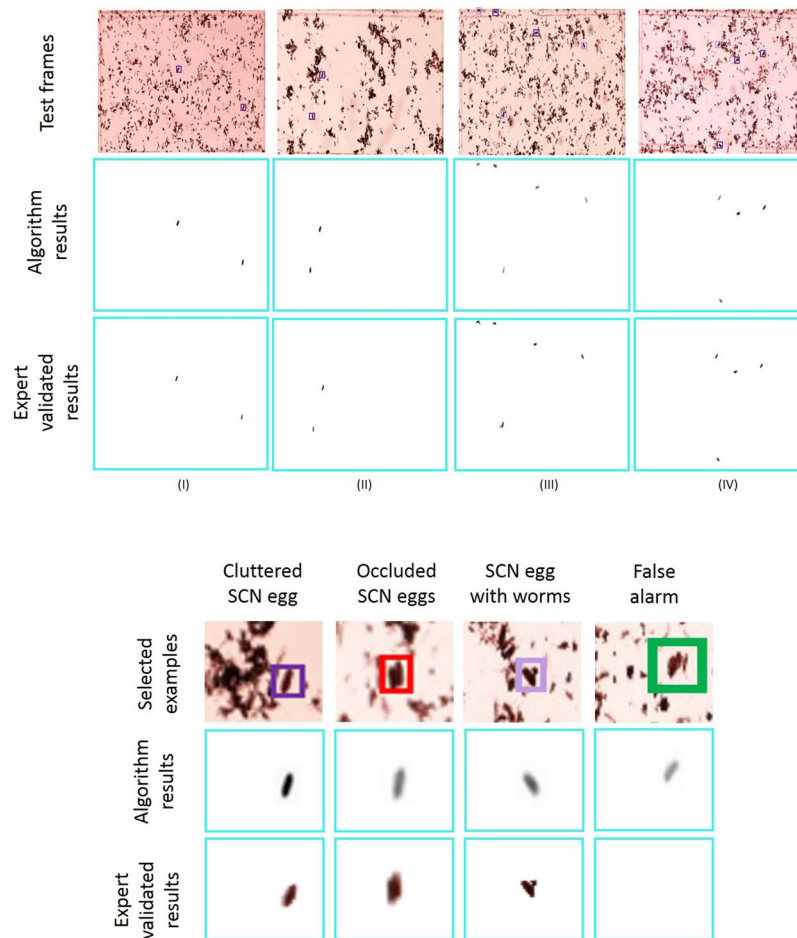 Test frames
Algorithm
results
Expert
validated
results
(I)
(II)
(III)
(IV)
Cluttered
SCN egg
Occluded
SCN eggs
SCN egg
with worms
False
alarm
Selected
examples
Algorithm
results
Expert
validated
results